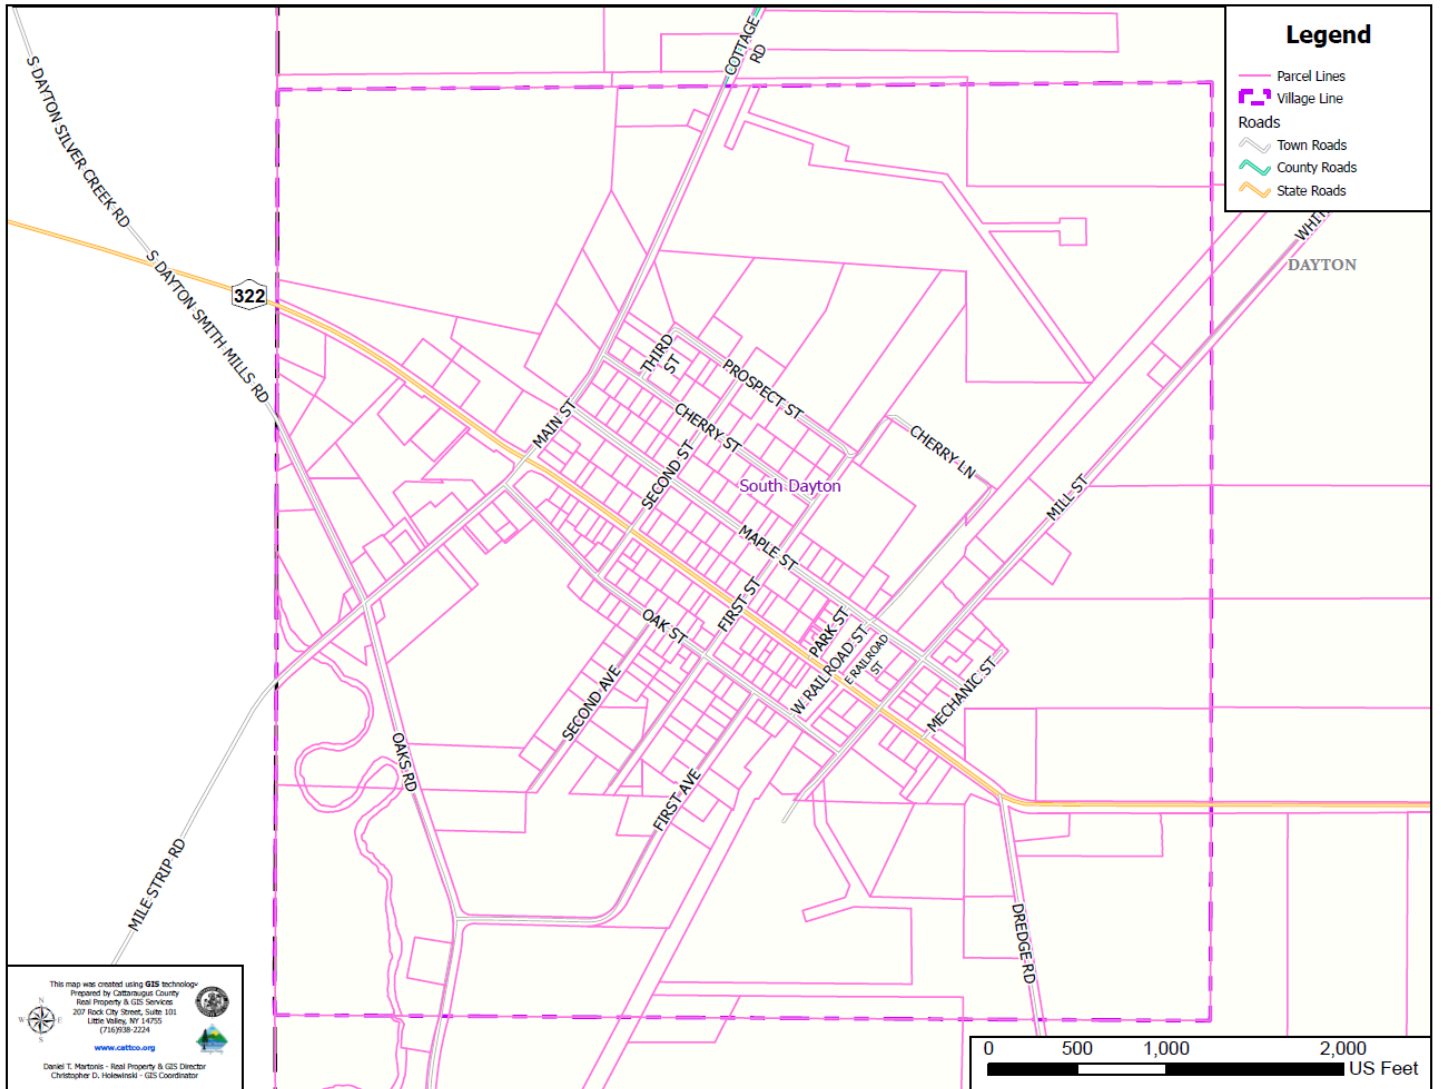 COTTAGE
RD
Legend
Parcel Lines
Village Line
Roads
Town Roads
County Roads
State Roads
S DAYTON-SILVER CREEK RD
S DAYTON-SMITH MILLS RD
322
WHIT
DAYTON
THIRD
ST
PROSPECT ST
MAIN ST
CHERRY ST
CHERRY LN
SECOND ST
South Dayton
MILL ST
MAPLE ST
FIRST ST
OAK ST
PARK ST
W RAILROAD ST
E RAILROAD
ST
SECOND AVE
MECHANIC ST
OAKS RD
FIRST AVE
MILE-STRIP RD
DREDGE RD
This map was created using GIS technology
Prepared by Cattaraugus County
Real Property & GIS Services
207 Rock City Street, Suite 101
Little Valley, NY 14755
(716)938-2224
N
W E
S
www.cattco.org
Daniel T. Martonis - Real Property & GIS Director
Christopher D. Holewinski - GIS Coordinator
0 500 1,000 2,000
US Feet